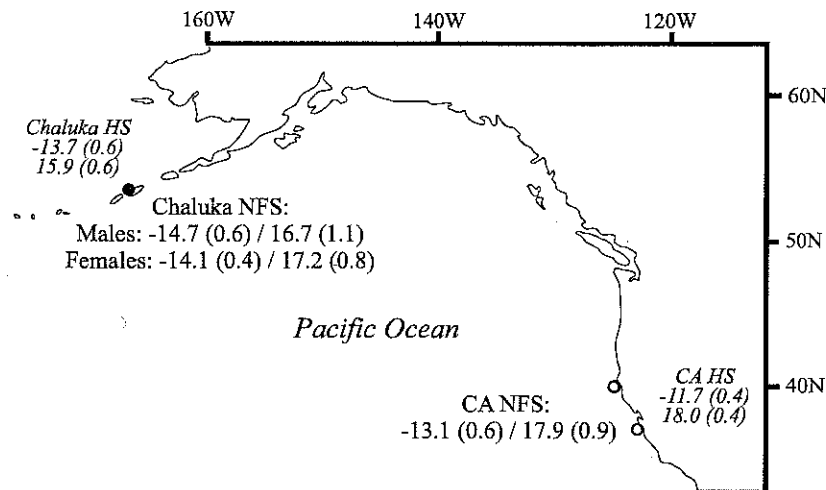 160W 140W 120W
60N
Chaluka HS
-13.7 (0.6)
15.9 (0.6)
Chaluka NFS:
Males: -14.7 (0.6) / 16.7 (1.1)
Females: -14.1 (0.4) / 17.2 (0.8)
50N
Pacific Ocean
CA HS
-11.7 (0.4)
18.0 (0.4)
40N
CA NFS:
-13.1 (0.6) / 17.9 (0.9)